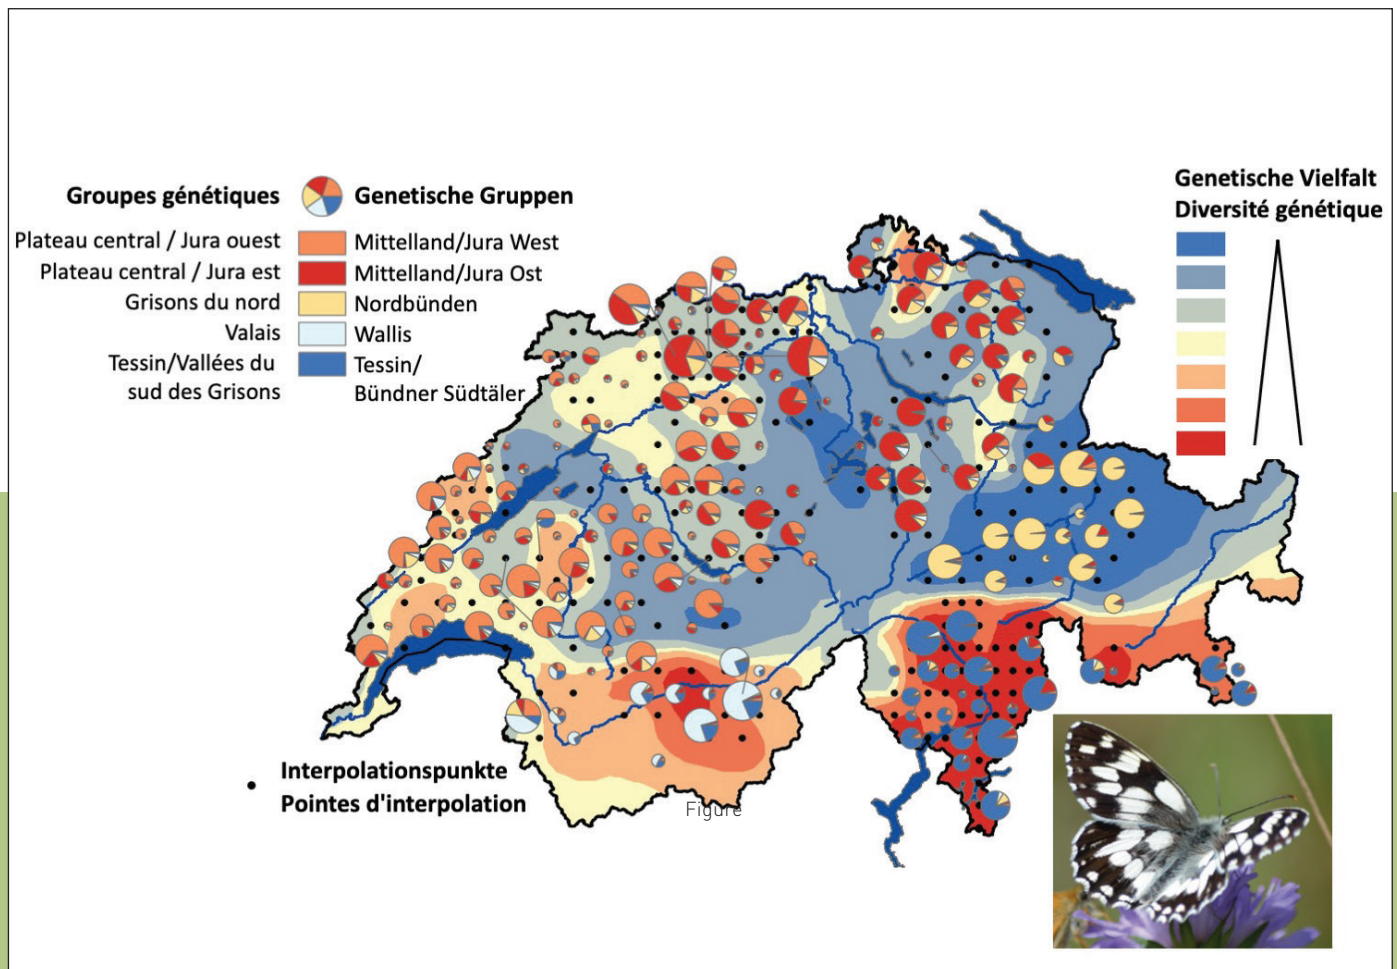 Groupes génétiques
Genetische Gruppen
Plateau central / Jura ouest
Mittelland/Jura West
Plateau central / Jura est
Mittelland/Jura Ost
Grisons du nord
Nordbünden
Valais
Wallis
Tessin/Vallées du
sud des Grisons
Tessin/
Bündner Südtäler
Genetische Vielfalt
Diversité génétique
Interpolationspunkte
Pointes d'interpolation
Figure